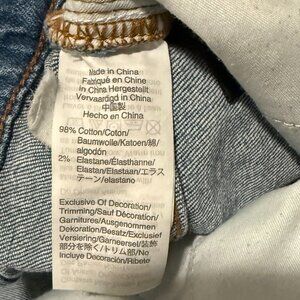 Made in China
Fabriqué en Chine
In China Hergestellt
Vervaardigd in China
中国製
Hecho en China
98% Cotton/Coton/
Baumwolle/Katoen/綿/
algodón
2% Elastane/Élasthanne/
Elastan/Elastaan/エラス
テーン/elastano
Exclusive Of Decoration/
Trimming/Sauf Décoration/
Garnitures/Ausgenommen
Dekoration/Besatz/Exclusief
Versiering/Garneersel/装飾
部分を除く/トリム部/No
Incluye Decoración/Ribete